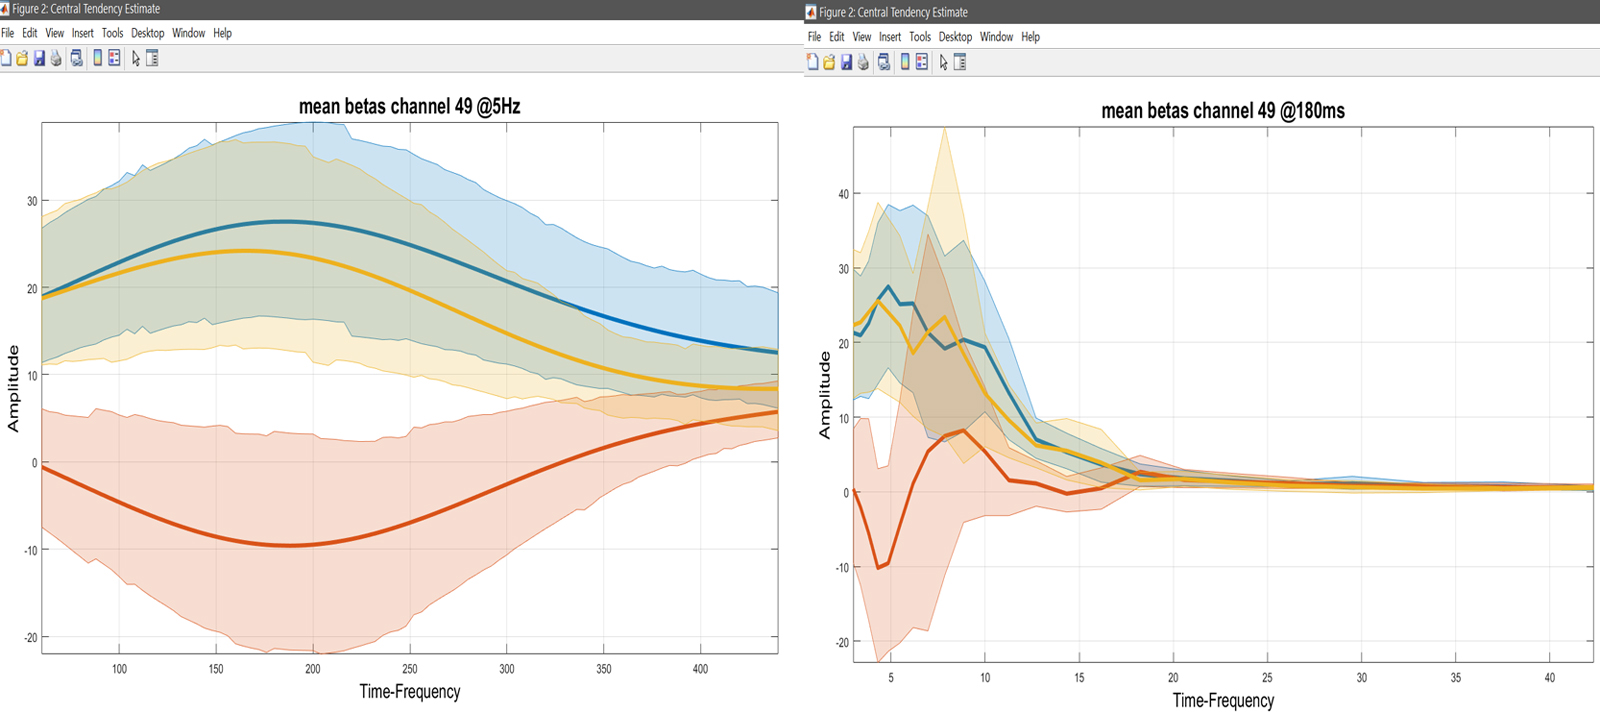 Figure 2: Central Tendency Estimate
File Edit View Insert Tools Desktop Window Help
mean betas channel 49 @5Hz
Amplitude
30
20
10
0
-10
-20
100 150 200 250 300 350 400
Time-Frequency
Figure 2: Central Tendency Estimate
File Edit View Insert Tools Desktop Window Help
mean betas channel 49 @180ms
Amplitude
40
30
20
10
0
-10
-20
5 10 15 20 25 30 35 40
Time-Frequency